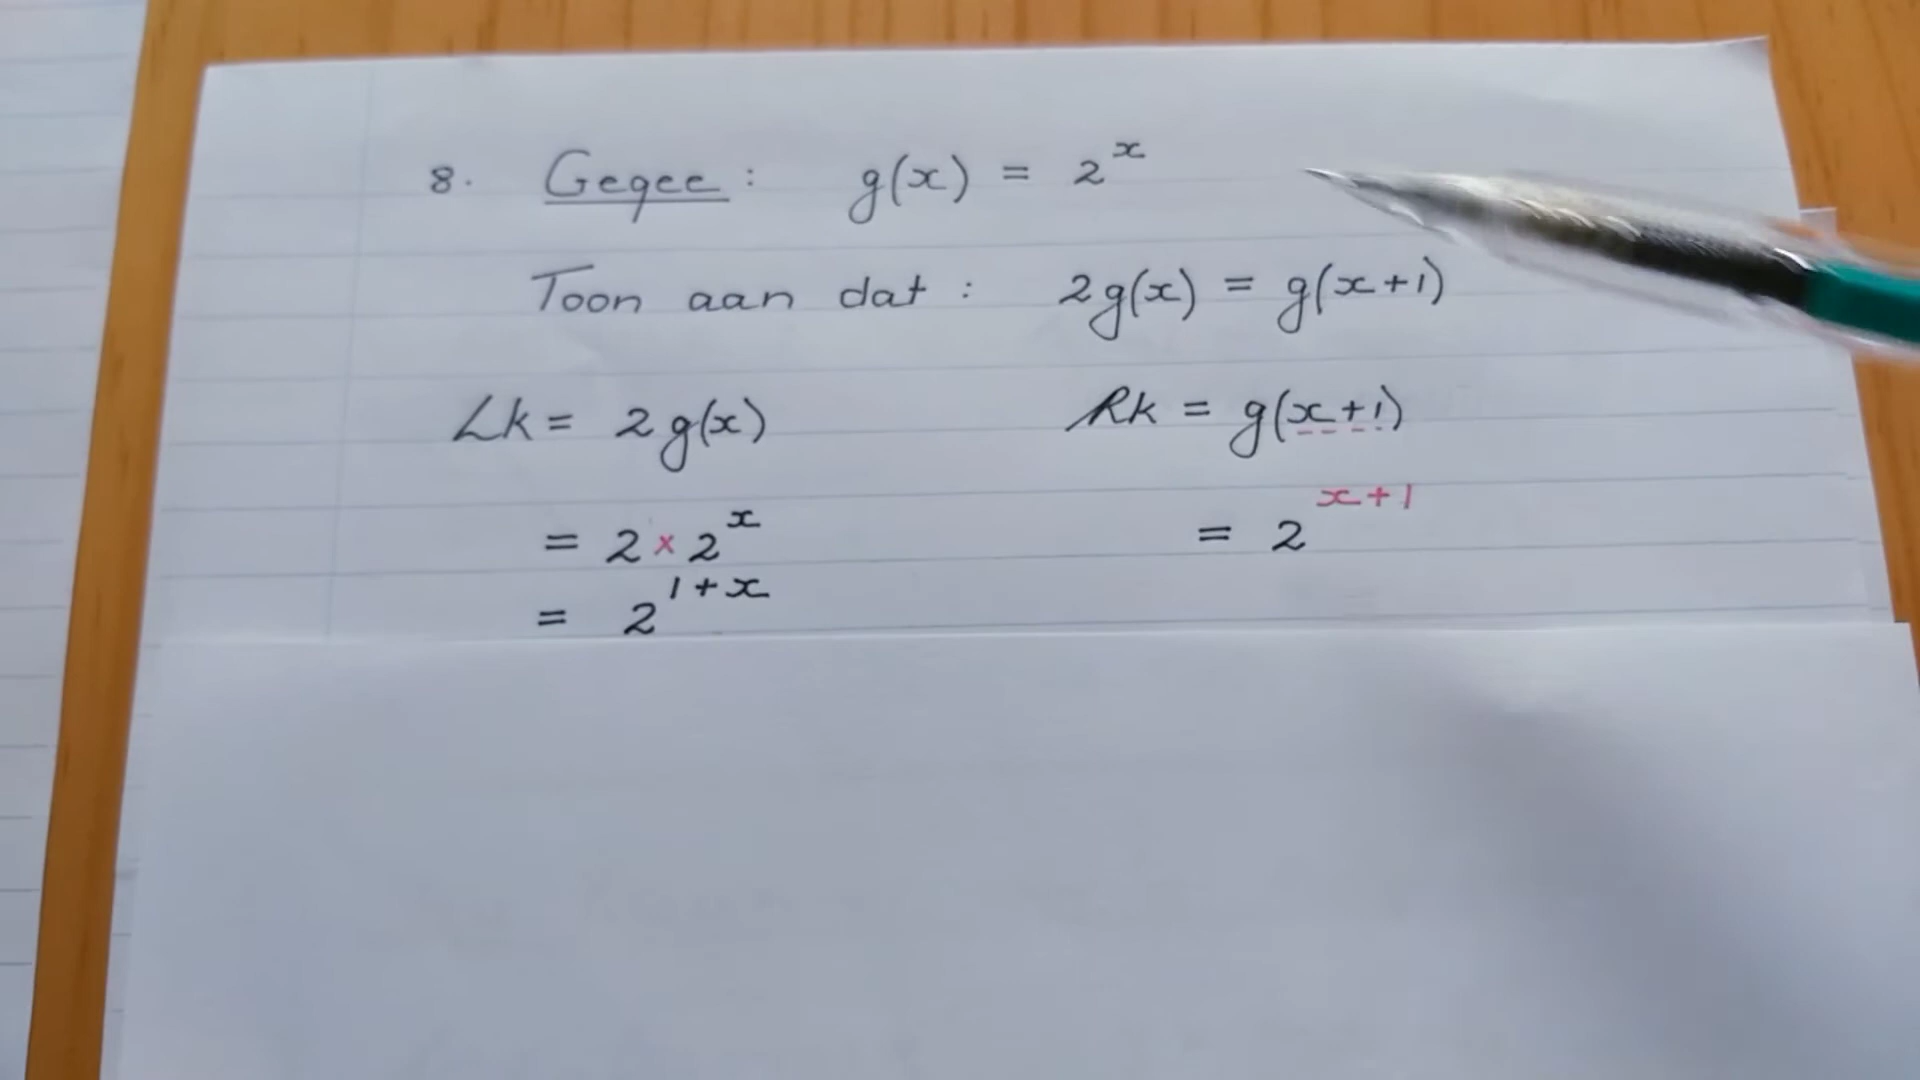 8. Gegee : g(x) = 2^x
Toon aan dat : 2g(x) = g(x+1)
Lk = 2g(x) Rk = g(x+1)
= 2 × 2^x = 2^{x+1}
= 2^{1+x}